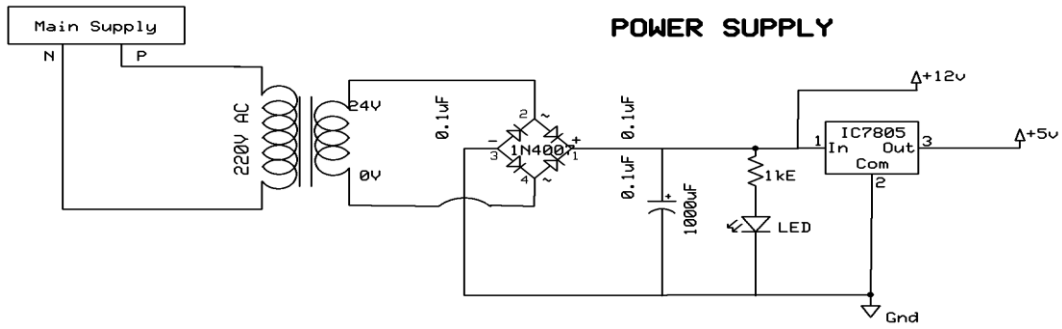 POWER SUPPLY
Main Supply
N
P
220V AC
24V
0V
0.1uF
2
~
-
+
3
1N4007
1
4
~
0.1uF
0.1uF
+
1000uF
1kE
LED
+12v
1
IC7805
In
Out
Com
3
2
+5v
Gnd